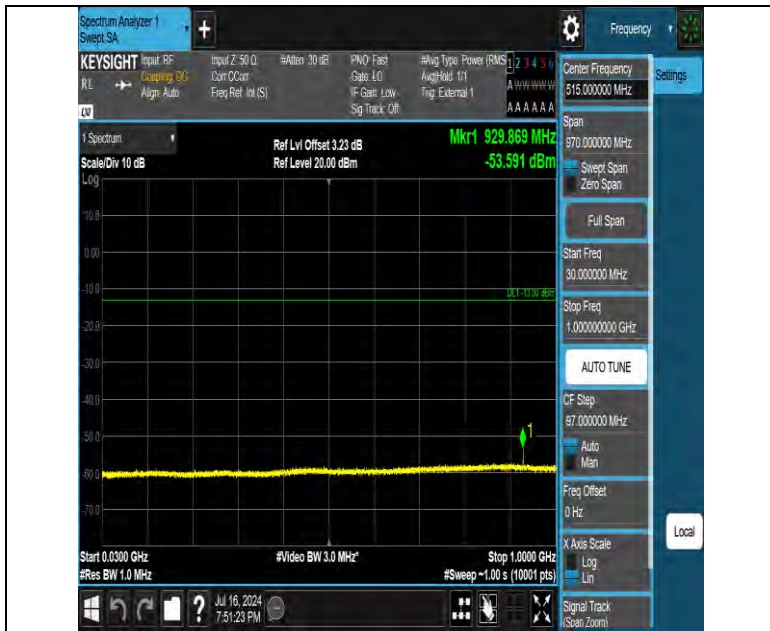 Spectrum Analyzer 1
Swept SA
+
Frequency
KEYSIGHT
RL
Input: RF
Coupling: DC
Align: Auto
Input Z: 50 Ω
Corr CCorr
Freq Ref: Int (S)
#Atten: 30 dB
PNO: Fast
Gate: LO
IF Gain: Low
Sig Track: Off
#Avg Type: Power (RMS
Avg|Hold: 1/1
Trig: External 1
1 2 3 4 5 6
A W W W W W
A A A A A A
LXI
1 Spectrum
Scale/Div 10 dB
Log
Ref Lvl Offset 3.23 dB
Ref Level 20.00 dBm
Mkr1 929.869 MHz
-53.591 dBm
10.0
0.00
-10.0
-20.0
-30.0
-40.0
-50.0
-60.0
-70.0
DL1 -13.00 dBm
1
Start 0.0300 GHz
#Res BW 1.0 MHz
#Video BW 3.0 MHz*
Stop 1.0000 GHz
#Sweep ~1.00 s (10001 pts)
?
Jul 16, 2024
7:51:23 PM
Center Frequency
515.000000 MHz
Settings
Span
970.000000 MHz
Swept Span
Zero Span
Full Span
Start Freq
30.000000 MHz
Stop Freq
1.000000000 GHz
AUTO TUNE
CF Step
97.000000 MHz
Auto
Man
Freq Offset
0 Hz
X Axis Scale
Log
Lin
Signal Track
(Span Zoom)
Local